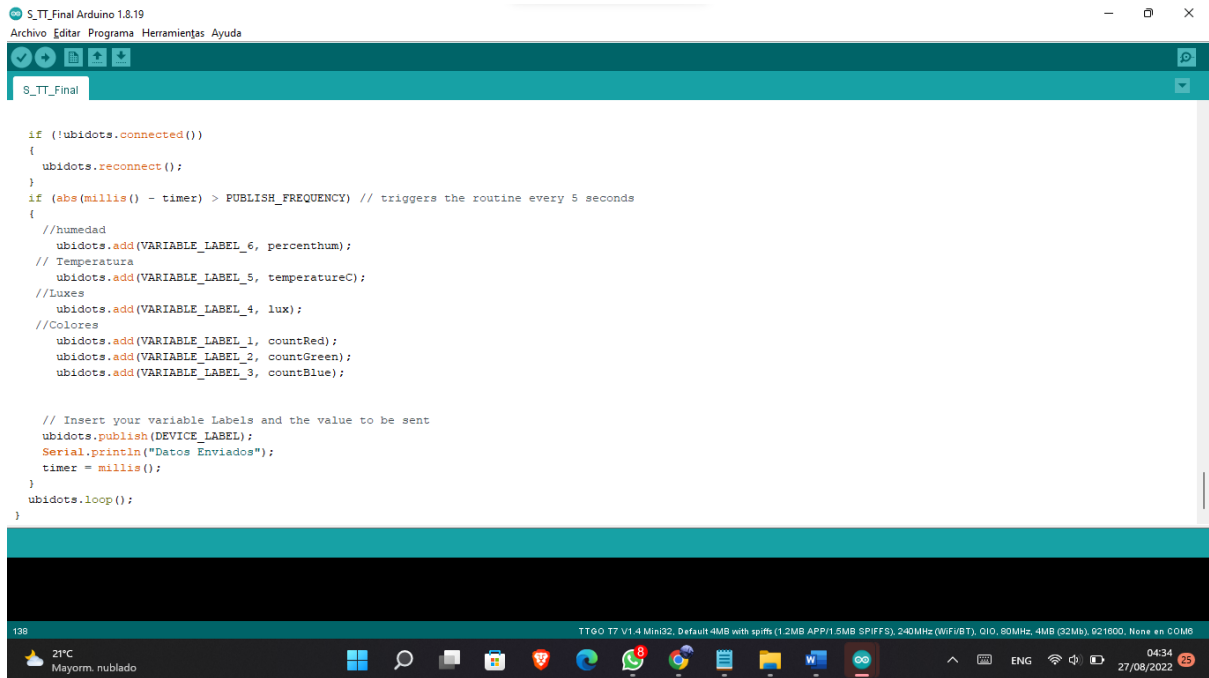 S_TT_Final Arduino 1.8.19
Archivo Editar Programa Herramientas Ayuda
S_TT_Final
if (!ubidots.connected())
{
ubidots.reconnect();
}
if (abs(millis() - timer) > PUBLISH_FREQUENCY) // triggers the routine every 5 seconds
{
//humedad
ubidots.add(VARIABLE_LABEL_6, percenthum);
// Temperatura
ubidots.add(VARIABLE_LABEL_5, temperatureC);
//Luxes
ubidots.add(VARIABLE_LABEL_4, lux);
//Colores
ubidots.add(VARIABLE_LABEL_1, countRed);
ubidots.add(VARIABLE_LABEL_2, countGreen);
ubidots.add(VARIABLE_LABEL_3, countBlue);
// Insert your variable Labels and the value to be sent
ubidots.publish(DEVICE_LABEL);
Serial.println("Datos Enviados");
timer = millis();
}
ubidots.loop();
}
138 TTGO T7 V1.4 Mini32, Default 4MB with spiffs (1.2MB APP/1.5MB SPIFFS), 240MHz (WiFi/BT), QIO, 80MHz, 4MB (32Mb), 921600, None en COM6
21°C
Mayorm. nublado
8
W
ENG
04:34
27/08/2022
25